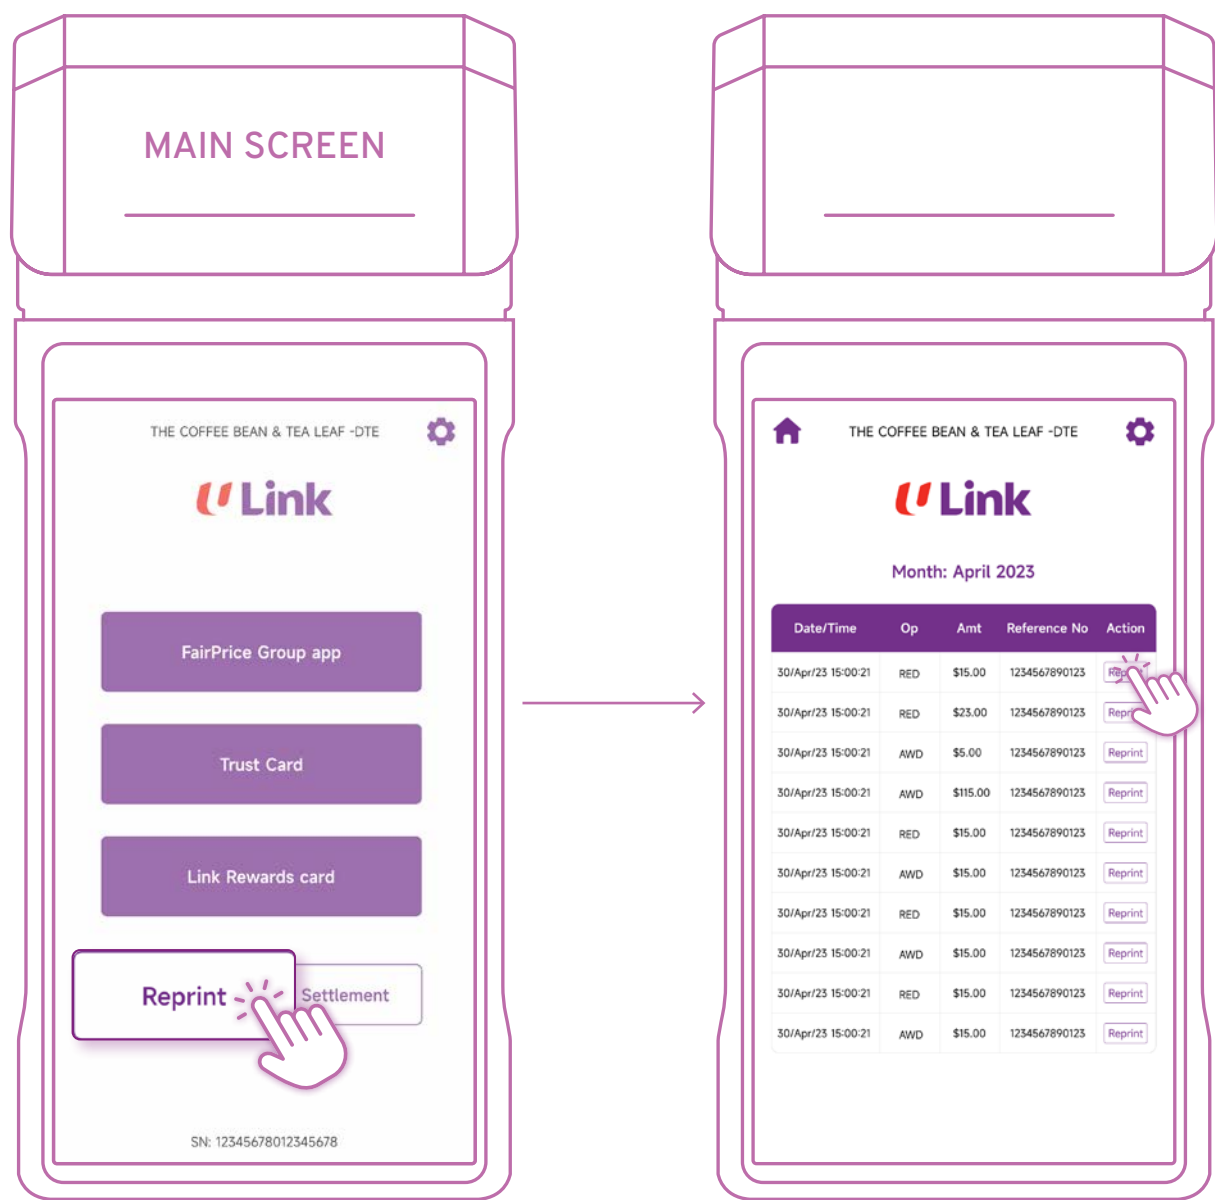 MAIN SCREEN
THE COFFEE BEAN & TEA LEAF -DTE
Link
FairPrice Group app
Trust Card
Link Rewards card
Reprint
Settlement
SN: 12345678012345678
THE COFFEE BEAN & TEA LEAF -DTE
Link
Month: April 2023
Date/Time Op Amt Reference No Action
30/Apr/23 15:00:21 RED $15.00 1234567890123
30/Apr/23 15:00:21 RED $23.00 1234567890123
30/Apr/23 15:00:21 AWD $5.00 1234567890123 Reprint
30/Apr/23 15:00:21 AWD $115.00 1234567890123 Reprint
30/Apr/23 15:00:21 RED $15.00 1234567890123 Reprint
30/Apr/23 15:00:21 AWD $15.00 1234567890123 Reprint
30/Apr/23 15:00:21 RED $15.00 1234567890123 Reprint
30/Apr/23 15:00:21 AWD $15.00 1234567890123 Reprint
30/Apr/23 15:00:21 RED $15.00 1234567890123 Reprint
30/Apr/23 15:00:21 AWD $15.00 1234567890123 Reprint